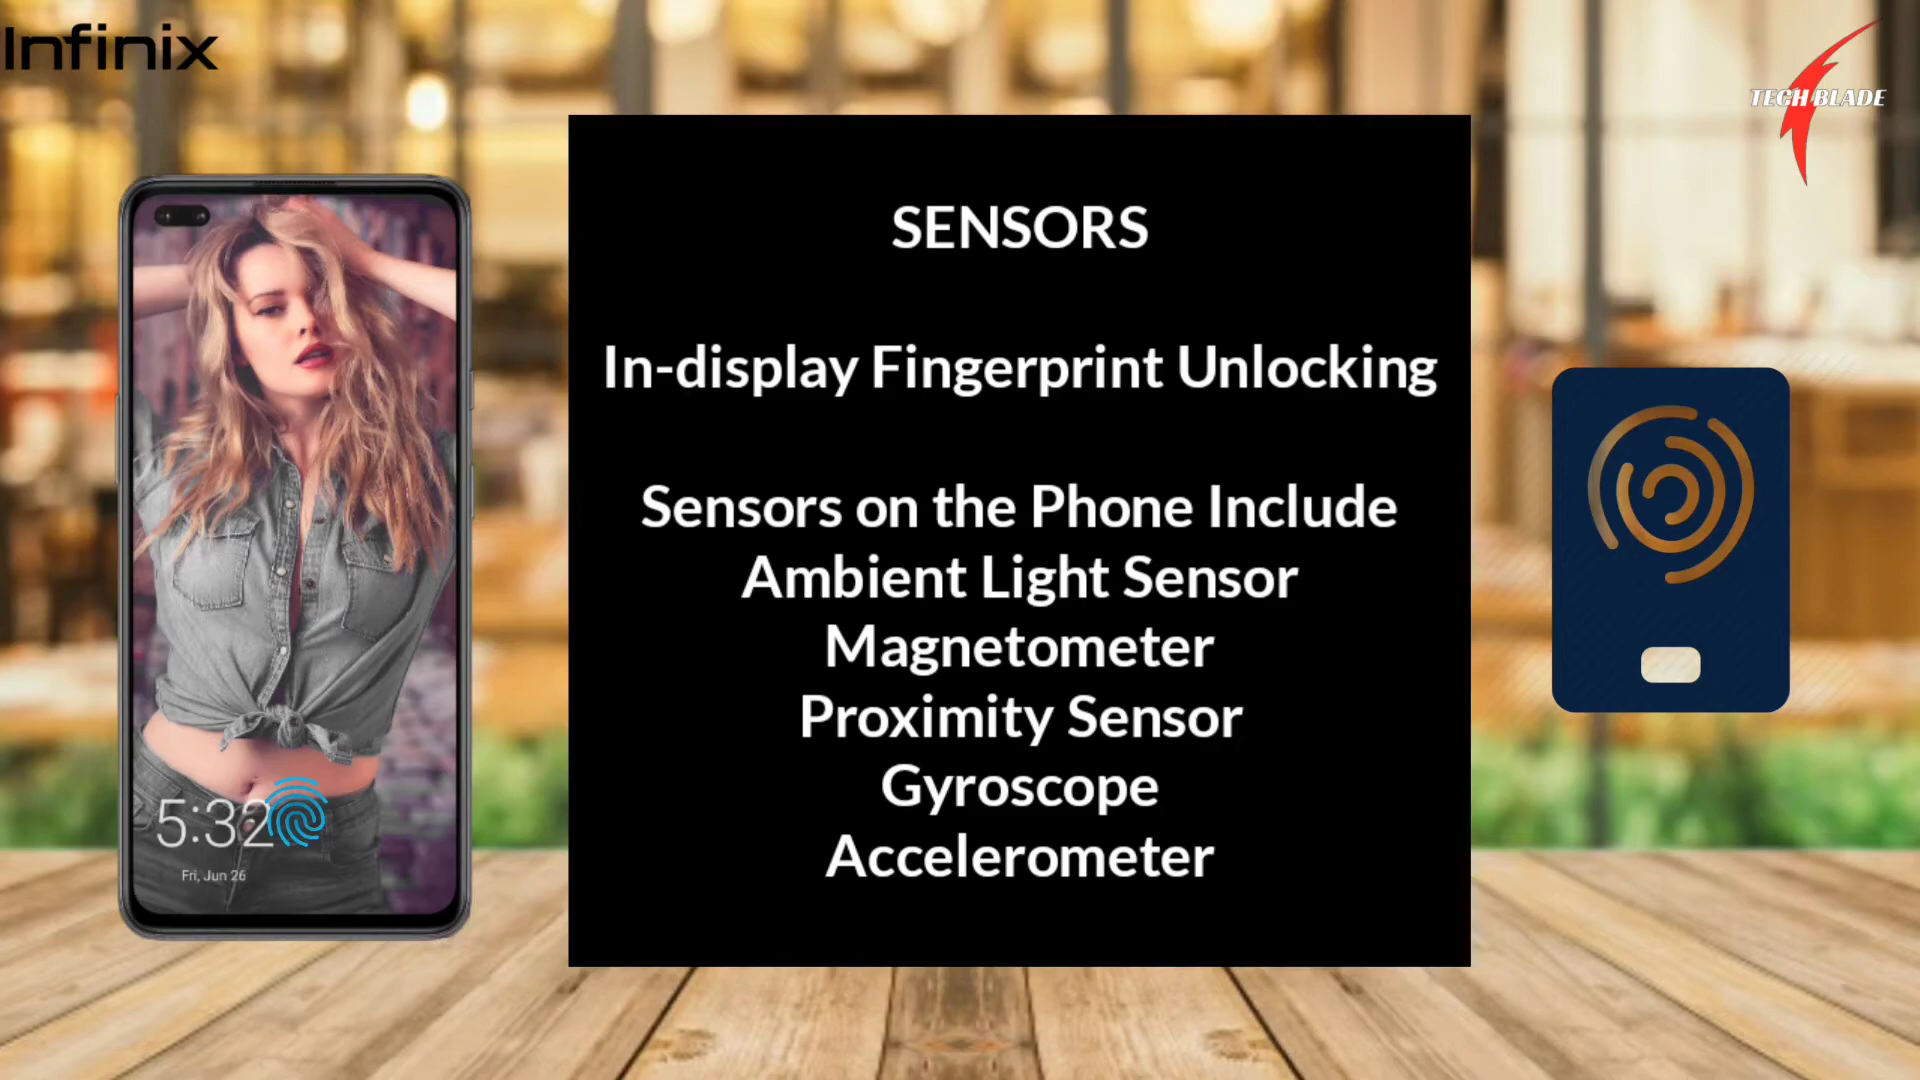 Infinix
TECH BLADE
SENSORS
In-display Fingerprint Unlocking
Sensors on the Phone Include
Ambient Light Sensor
Magnetometer
Proximity Sensor
Gyroscope
Accelerometer
5:32
Fri, Jun 26